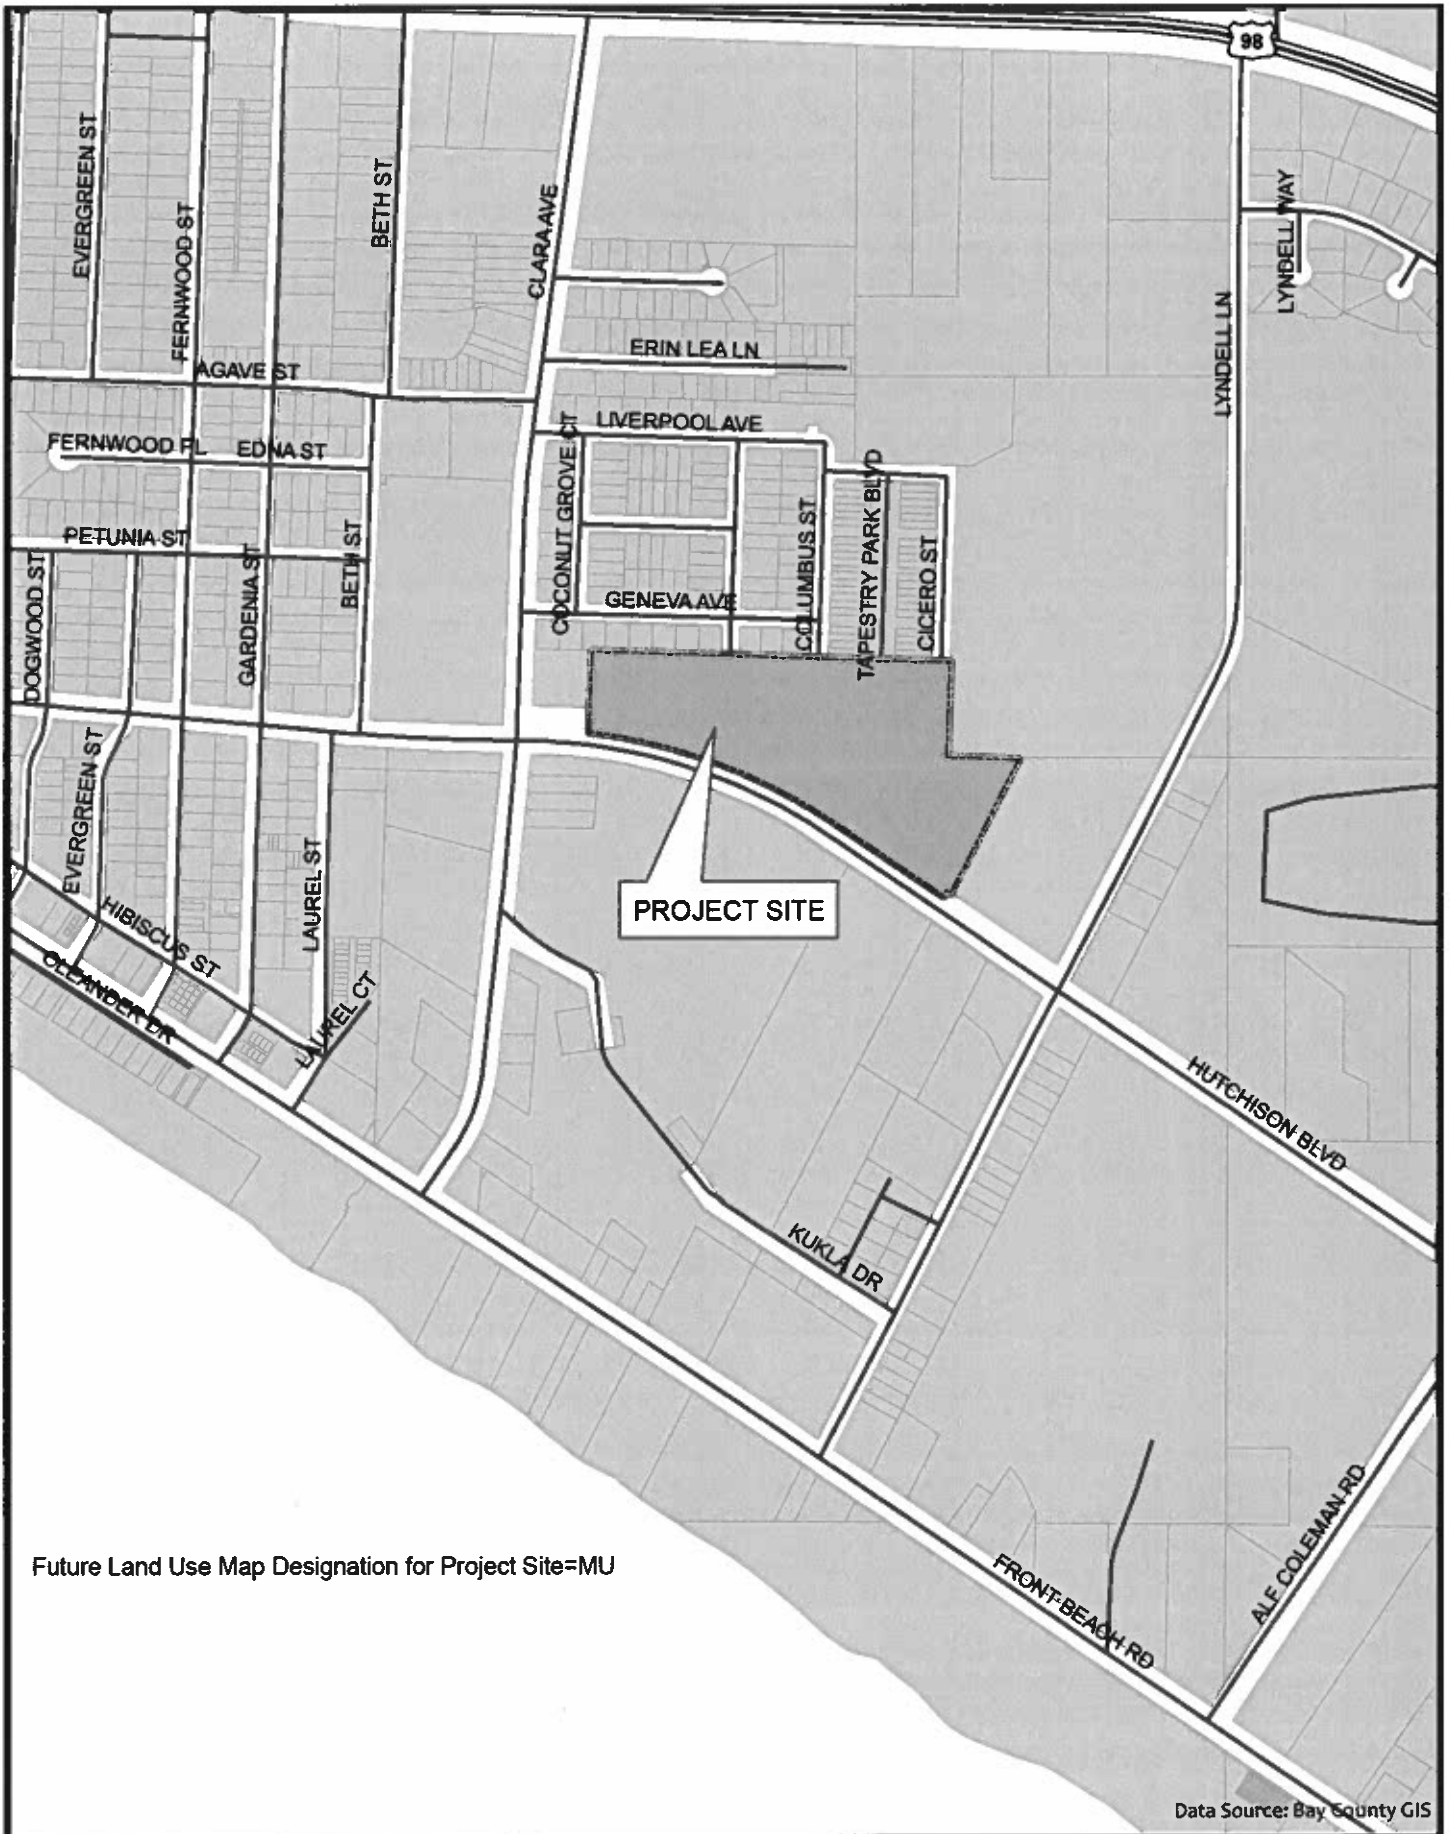 98
EVERGREEN ST
FERNWOOD ST
BETH ST
CLARA AVE
LYNDELL WAY
LYNDELL LN
ERIN LEA LN
AGAVE ST
LIVERPOOL AVE
FERNWOOD PL
EDNA ST
COCONUT GROVE CT
TAPESTRY PARK BLVD
COLUMBUS ST
CICERO ST
PETUNIA ST
DOGWOOD ST
GARDENIA ST
BETH ST
GENEVA AVE
EVERGREEN ST
LAUREL ST
PROJECT SITE
HIBISCUS ST
OLEANDER DR
LAUREL CT
HUTCHISON BLVD
KUKLA DR
Future Land Use Map Designation for Project Site=MU
FRONT BEACH RD
ALF COLEMAN RD
Data Source: Bay County GIS